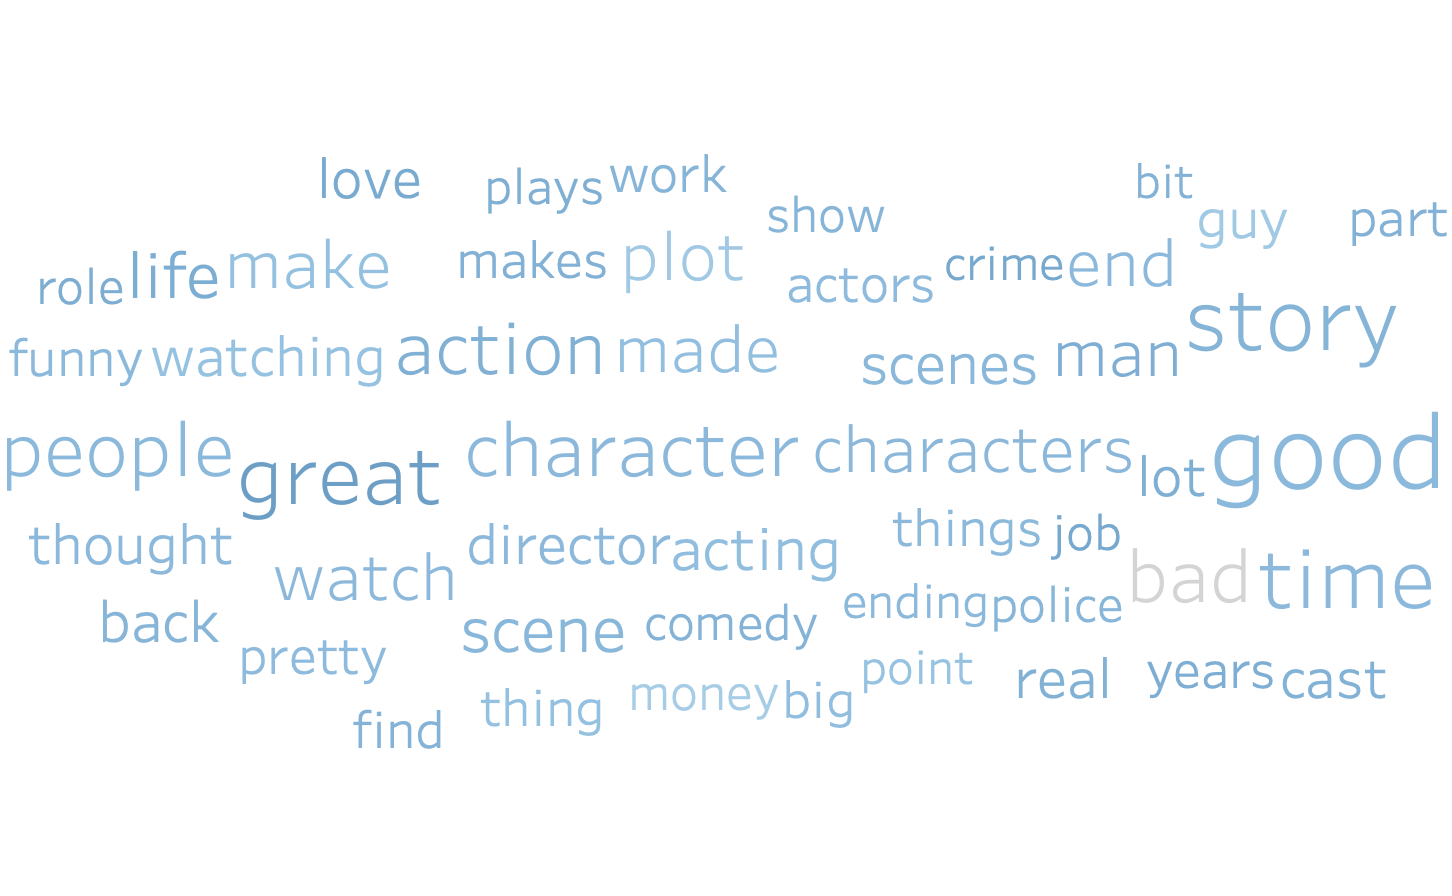 love plays work bit
show guy part
role life make makes plot actors crime end
story
funny watching action made scenes man
people great character characters lot good
thought director acting things job
watch bad time
back scene comedy ending police
pretty point real years cast
find thing money big